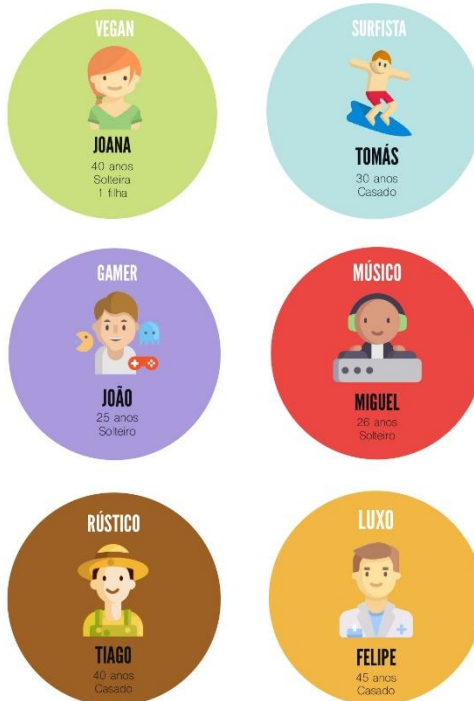 VEGAN
JOANA
40 anos
Solteira
1 filha
SURFISTA
TOMÁS
30 anos
Casado
GAMER
JOÃO
25 anos
Solteiro
MÚSICO
MIGUEL
26 anos
Solteiro
RÚSTICO
TIAGO
40 anos
Casado
LUXO
FELIPE
45 anos
Casado